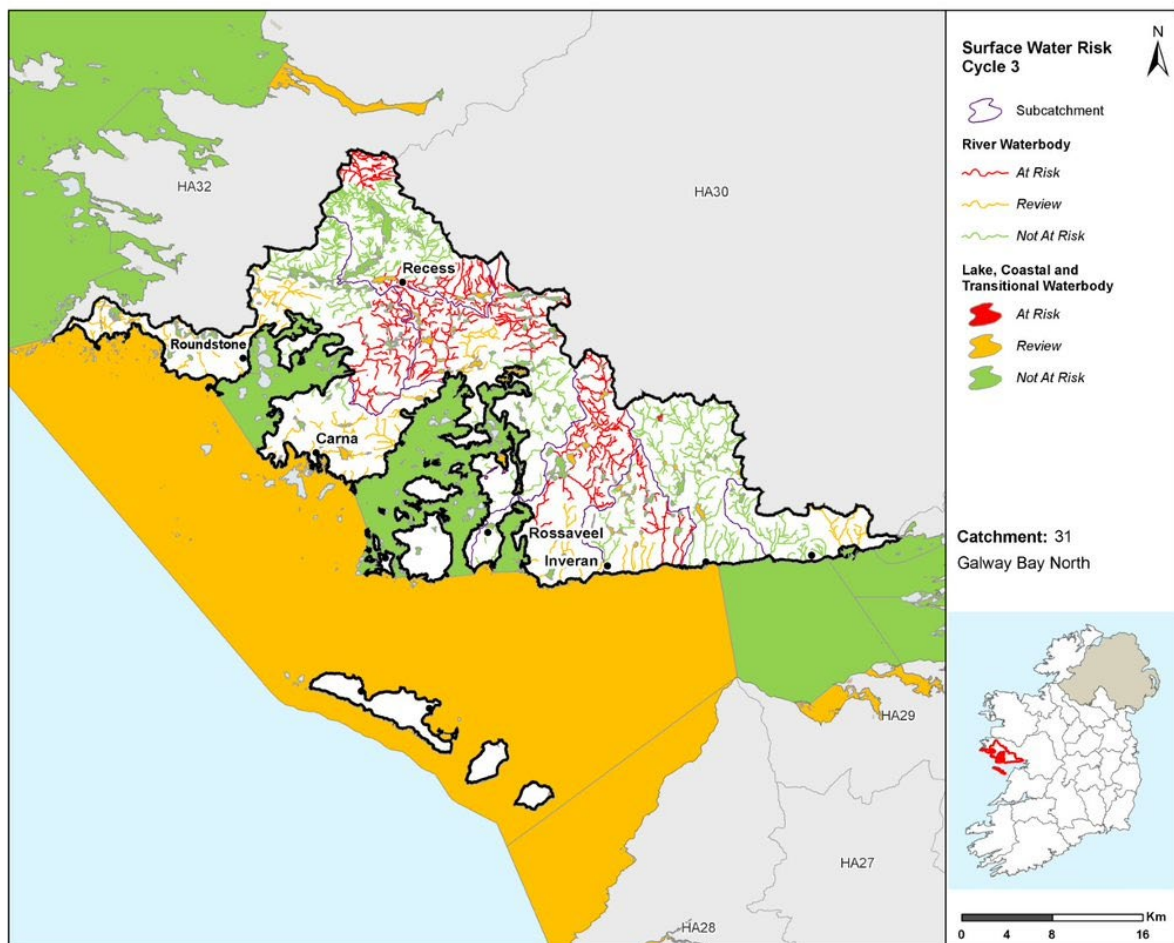 HA32
HA30
Recess
Roundstone
Carna
Rossaveel
Inveran
HA29
HA27
HA28
Surface Water Risk
Cycle 3
N
Subcatchment
River Waterbody
At Risk
Review
Not At Risk
Lake, Coastal and
Transitional Waterbody
At Risk
Review
Not At Risk
Catchment: 31
Galway Bay North
Km
0 4 8 16